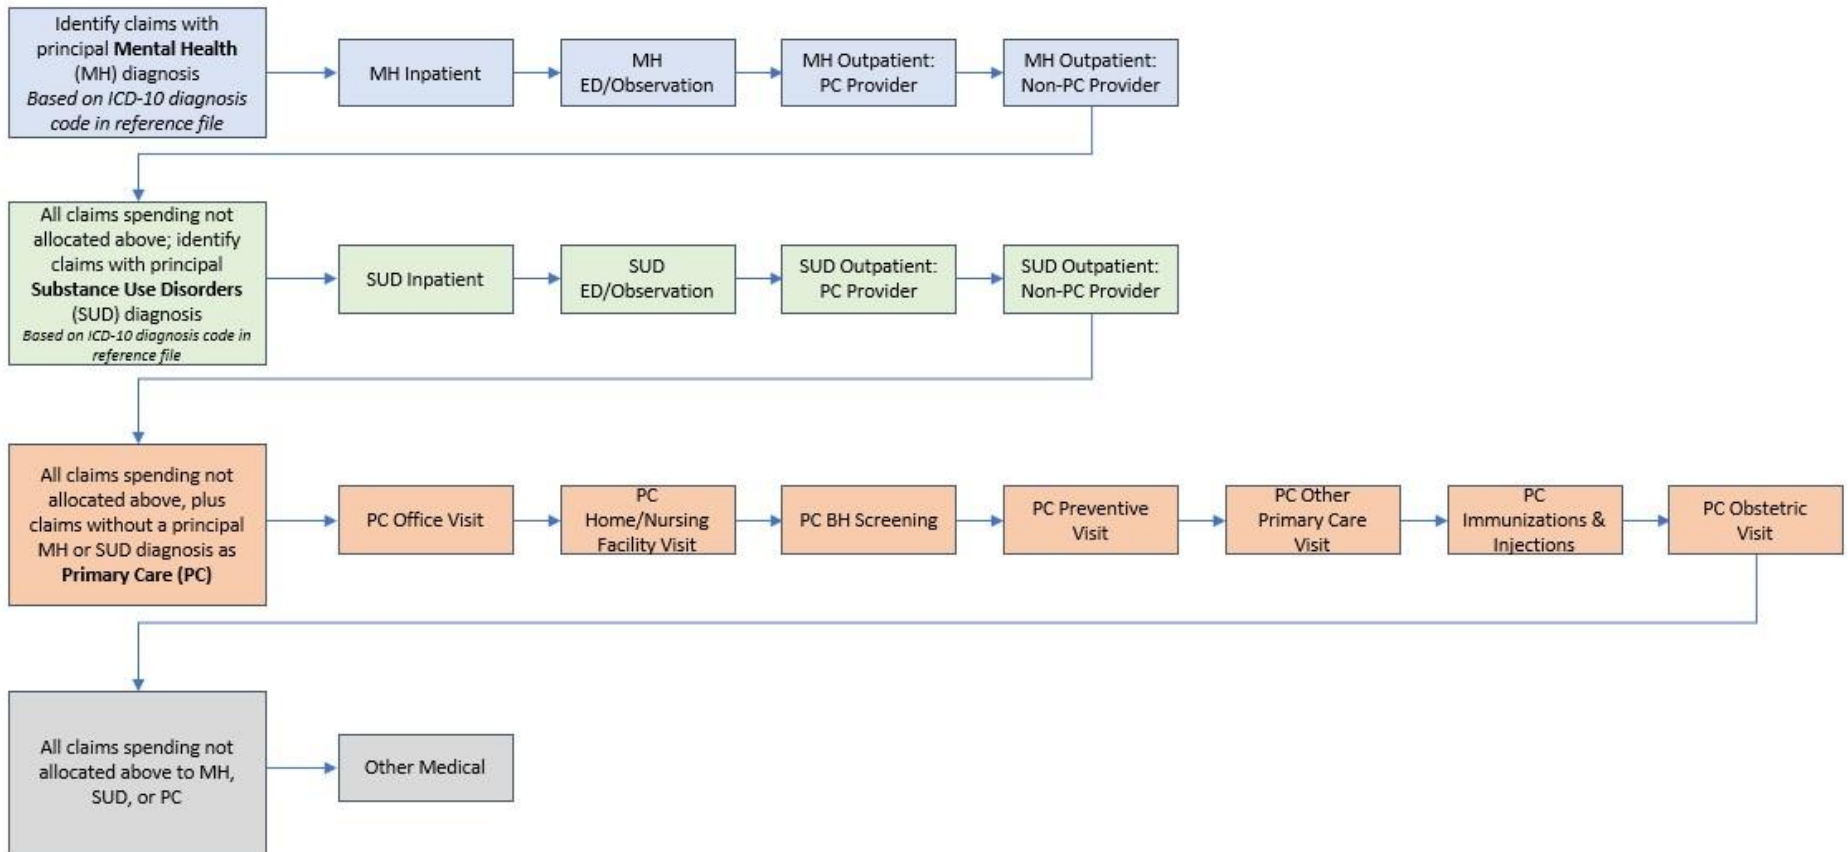 Identify claims with
principal Mental Health
(MH) diagnosis
Based on ICD-10 diagnosis
code in reference file
MH Inpatient
MH
ED/Observation
MH Outpatient:
PC Provider
MH Outpatient:
Non-PC Provider
All claims spending not
allocated above; identify
claims with principal
Substance Use Disorders
(SUD) diagnosis
Based on ICD-10 diagnosis code in
reference file
SUD Inpatient
SUD
ED/Observation
SUD Outpatient:
PC Provider
SUD Outpatient:
Non-PC Provider
All claims spending not
allocated above, plus
claims without a principal
MH or SUD diagnosis as
Primary Care (PC)
PC Office Visit
PC
Home/Nursing
Facility Visit
PC BH Screening
PC Preventive
Visit
PC Other
Primary Care
Visit
PC
Immunizations &
Injections
PC Obstetric
Visit
All claims spending not
allocated above to MH,
SUD, or PC
Other Medical